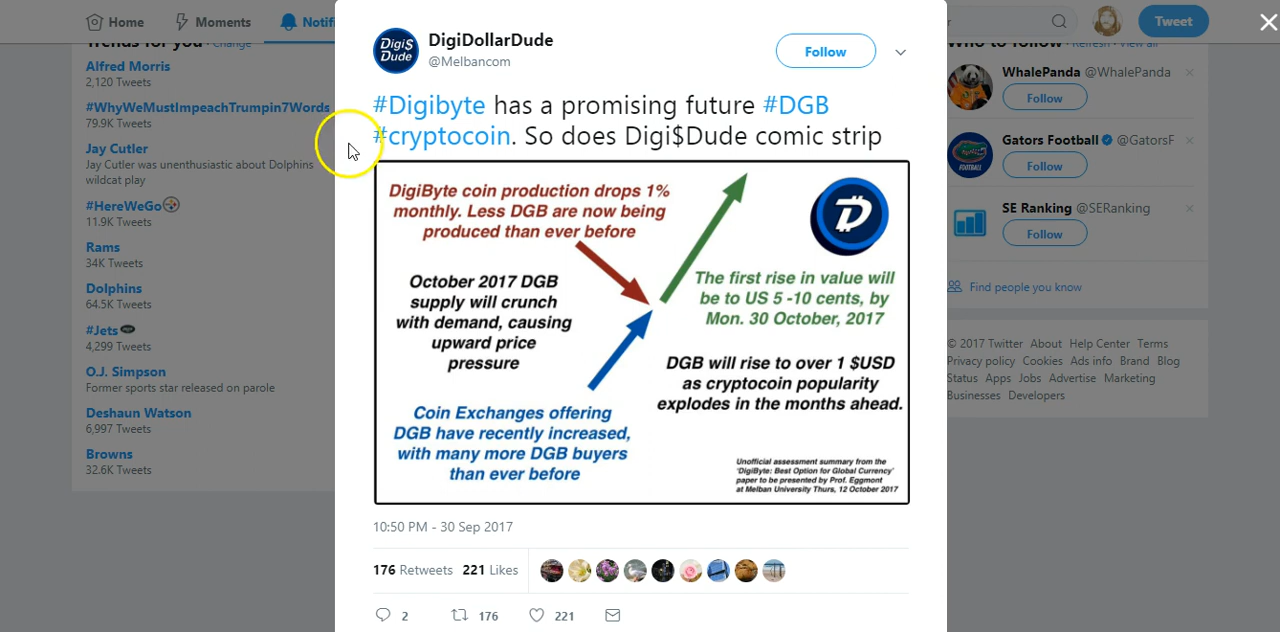 Home
Moments
Notifi
Tweet
Trends for you · Change
Alfred Morris
2,120 Tweets
#WhyWeMustImpeachTrumpin7Words
79.9K Tweets
Jay Cutler
Jay Cutler was unenthusiastic about Dolphins
wildcat play
#HereWeGo
11.9K Tweets
Rams
34K Tweets
Dolphins
64.5K Tweets
#Jets
4,299 Tweets
O.J. Simpson
Former sports star released on parole
Deshaun Watson
6,997 Tweets
Browns
32.6K Tweets
Digi$
Dude
DigiDollarDude
@Melbancom
Follow
#Digibyte has a promising future #DGB
#cryptocoin. So does Digi$Dude comic strip
DigiByte coin production drops 1%
monthly. Less DGB are now being
produced than ever before
October 2017 DGB
supply will crunch
with demand, causing
upward price
pressure
Coin Exchanges offering
DGB have recently increased,
with many more DGB buyers
than ever before
The first rise in value will
be to US 5 -10 cents, by
Mon. 30 October, 2017
DGB will rise to over 1 $USD
as cryptocoin popularity
explodes in the months ahead.
Unofficial assessment summary from the
'DigiByte: Best Option for Global Currency'
paper to be presented by Prof. Eggmont
at Melban University Thurs, 12 October 2017
10:50 PM - 30 Sep 2017
176 Retweets 221 Likes
2 176 221
Who to follow · Refresh · View all
WhalePanda @WhalePanda
Follow
Gators Football @GatorsF
Follow
SE Ranking @SERanking
Follow
Find people you know
© 2017 Twitter About Help Center Terms
Privacy policy Cookies Ads info Brand Blog
Status Apps Jobs Advertise Marketing
Businesses Developers